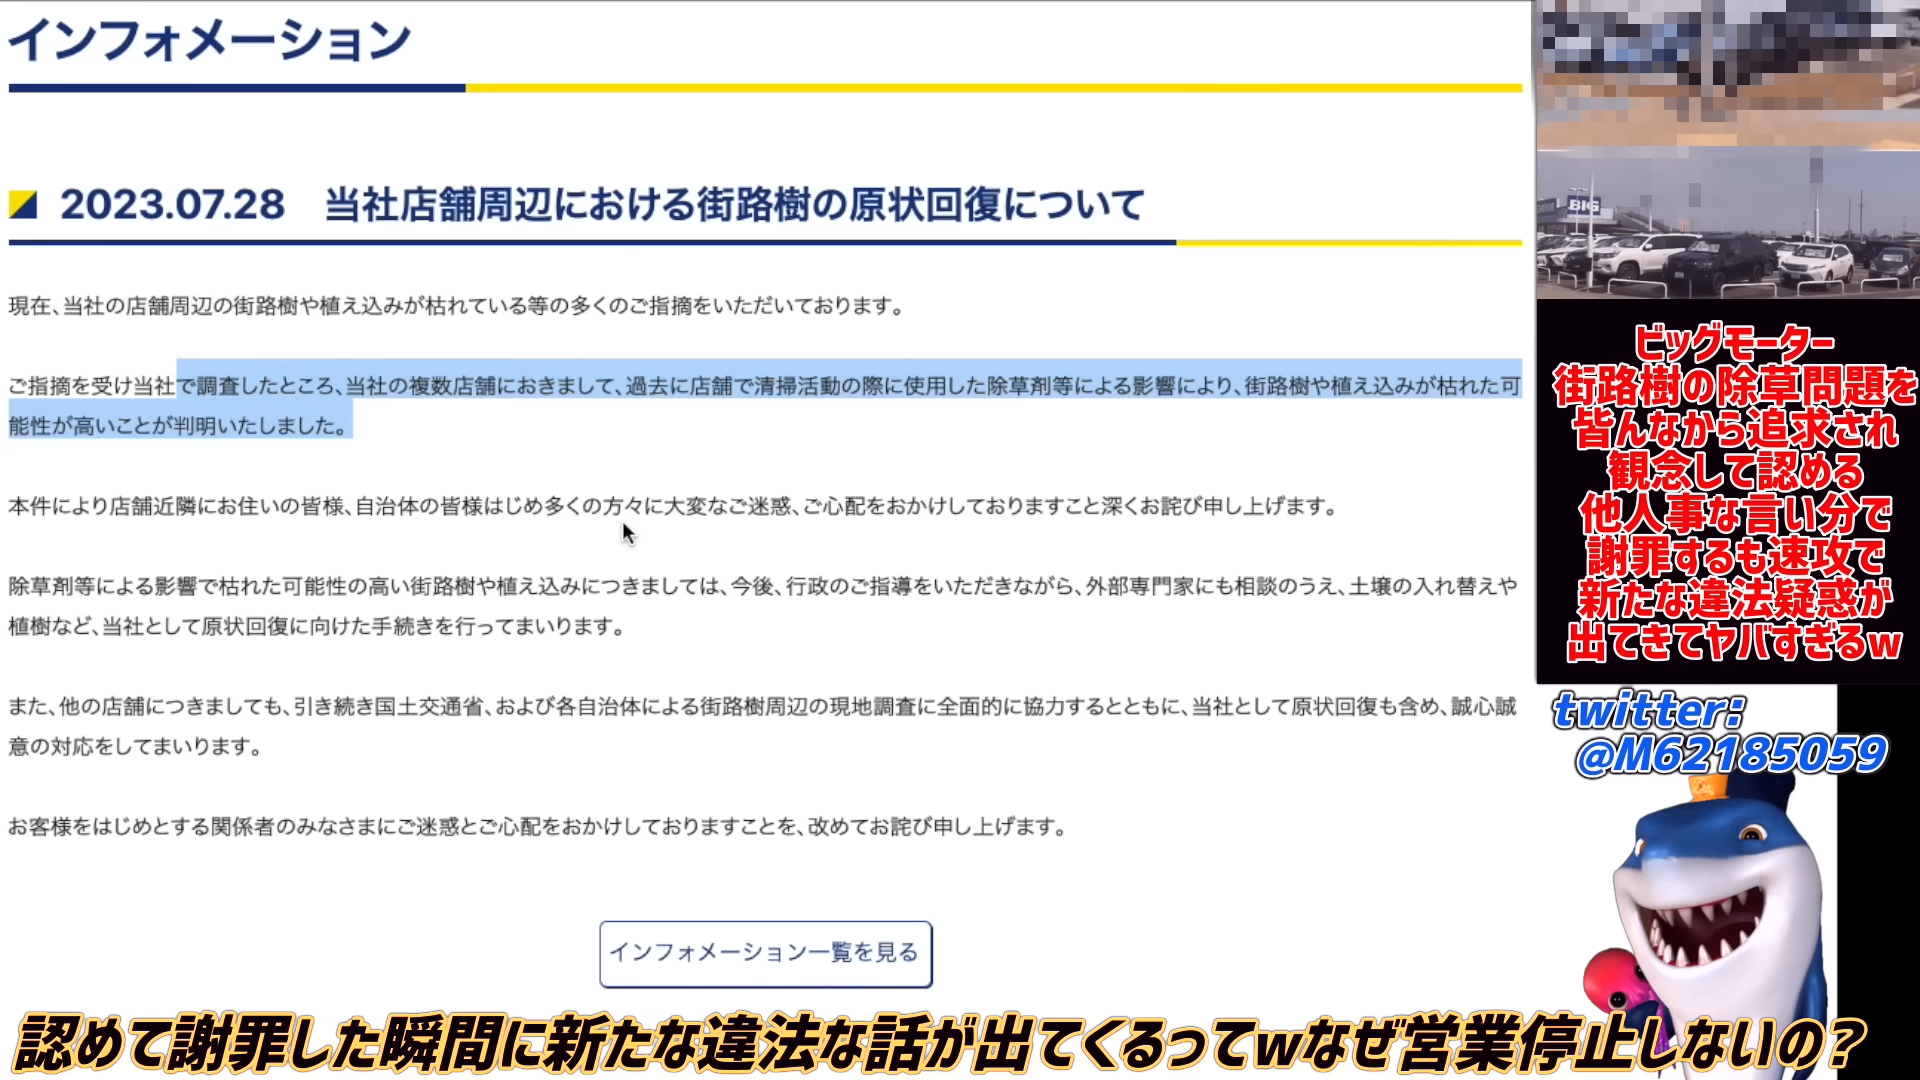 インフォメーション
2023.07.28　当社店舗周辺における街路樹の原状回復について
現在、当社の店舗周辺の街路樹や植え込みが枯れている等の多くのご指摘をいただいております。
ご指摘を受け当社で調査したところ、当社の複数店舗におきまして、過去に店舗で清掃活動の際に使用した除草剤等による影響により、街路樹や植え込みが枯れた可
能性が高いことが判明いたしました。
本件により店舗近隣にお住いの皆様、自治体の皆様はじめ多くの方々に大変なご迷惑、ご心配をおかけしておりますこと深くお詫び申し上げます。
除草剤等による影響で枯れた可能性の高い街路樹や植え込みにつきましては、今後、行政のご指導をいただきながら、外部専門家にも相談のうえ、土壌の入れ替えや
植樹など、当社として原状回復に向けた手続きを行ってまいります。
また、他の店舗につきましても、引き続き国土交通省、および各自治体による街路樹周辺の現地調査に全面的に協力するとともに、当社として原状回復も含め、誠心誠
意の対応をしてまいります。
お客様をはじめとする関係者のみなさまにご迷惑とご心配をおかけしておりますことを、改めてお詫び申し上げます。
インフォメーション一覧を見る
BIG
ビッグモーター
街路樹の除草問題を
皆んなから追求され
観念して認める
他人事な言い分で
謝罪するも速攻で
新たな違法疑惑が
出てきてヤバすぎるw
twitter:
@M62185059
認めて謝罪した瞬間に新たな違法な話が出てくるってwなぜ営業停止しないの？